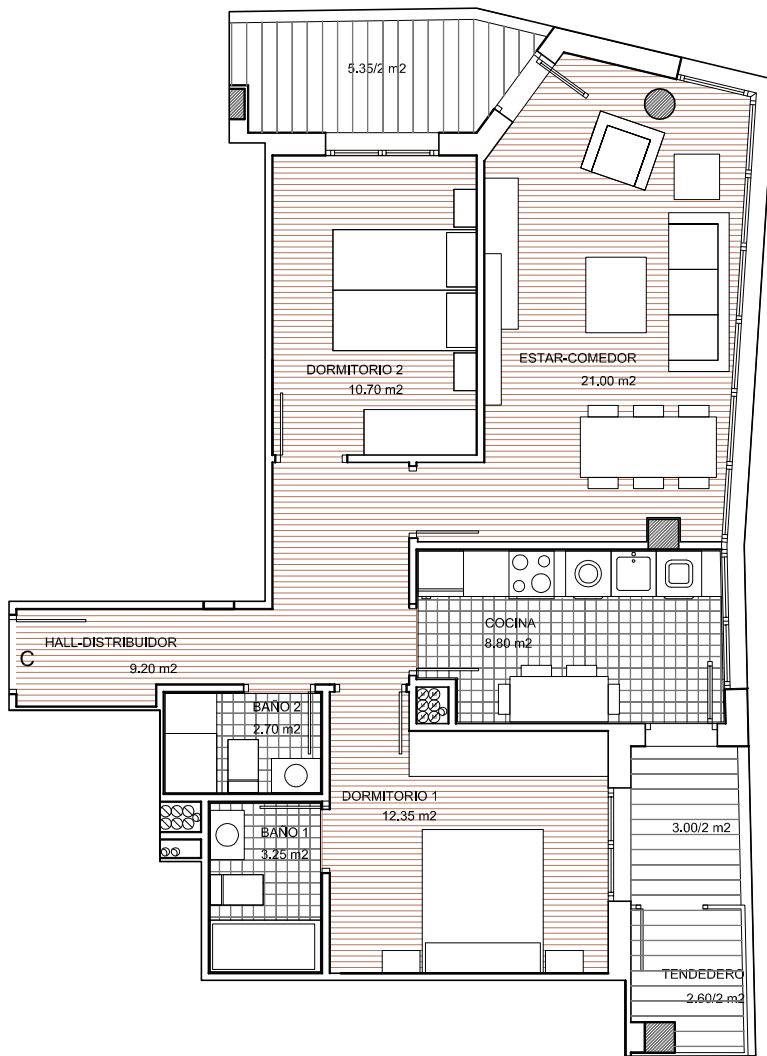 5.35/2 m2
ESTAR-COMEDOR
21.00 m2
DORMITORIO 2
10.70 m2
COCINA
8.80 m2
HALL-DISTRIBUIDOR
C
9.20 m2
BAÑO 2
2.70 m2
DORMITORIO 1
12.35 m2
BAÑO 1
3.25 m2
3.00/2 m2
TENDEDERO
2.60/2 m2